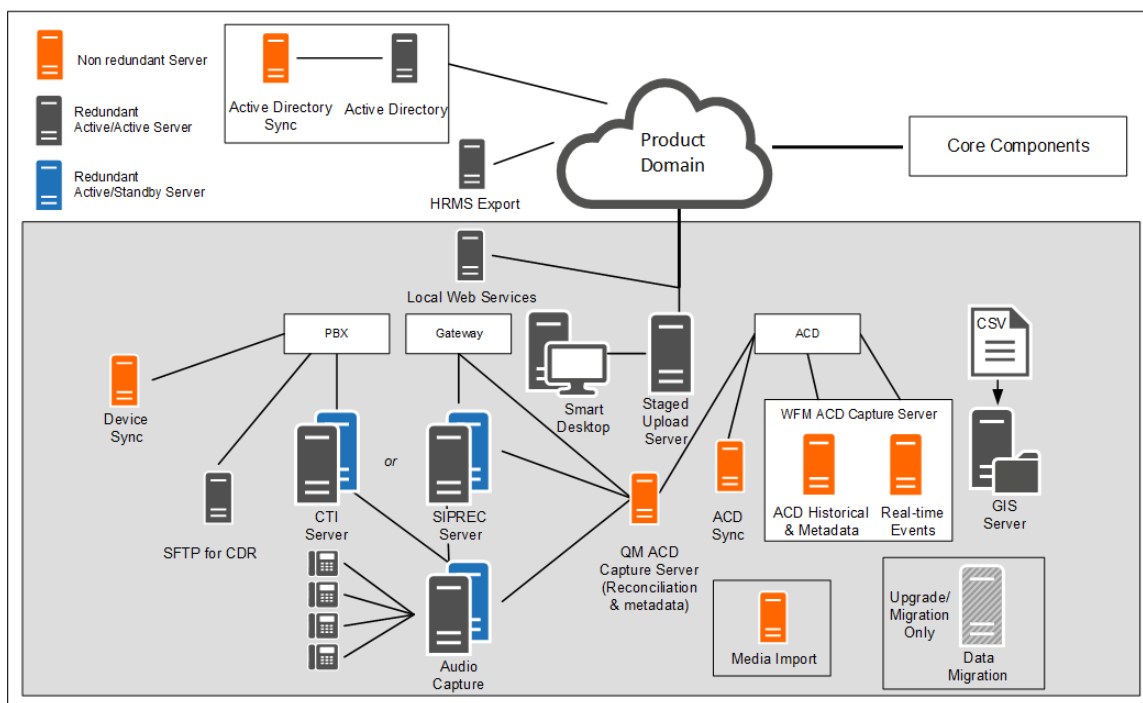 Non redundant Server
Redundant
Active/Active Server
Redundant
Active/Standby Server
Active Directory
Sync
Active Directory
HRMS Export
Product
Domain
Core Components
Local Web Services
PBX
Gateway
ACD
CSV
Device
Sync
SFTP for CDR
CTI
Server
or
SIPREC
Server
Smart
Desktop
Staged
Upload
Server
QM ACD
Capture Server
(Reconciliation
& metadata)
ACD
Sync
WFM ACD Capture Server
ACD Historical
& Metadata
Real-time
Events
GIS
Server
Audio
Capture
Media Import
Upgrade/
Migration
Only
Data
Migration